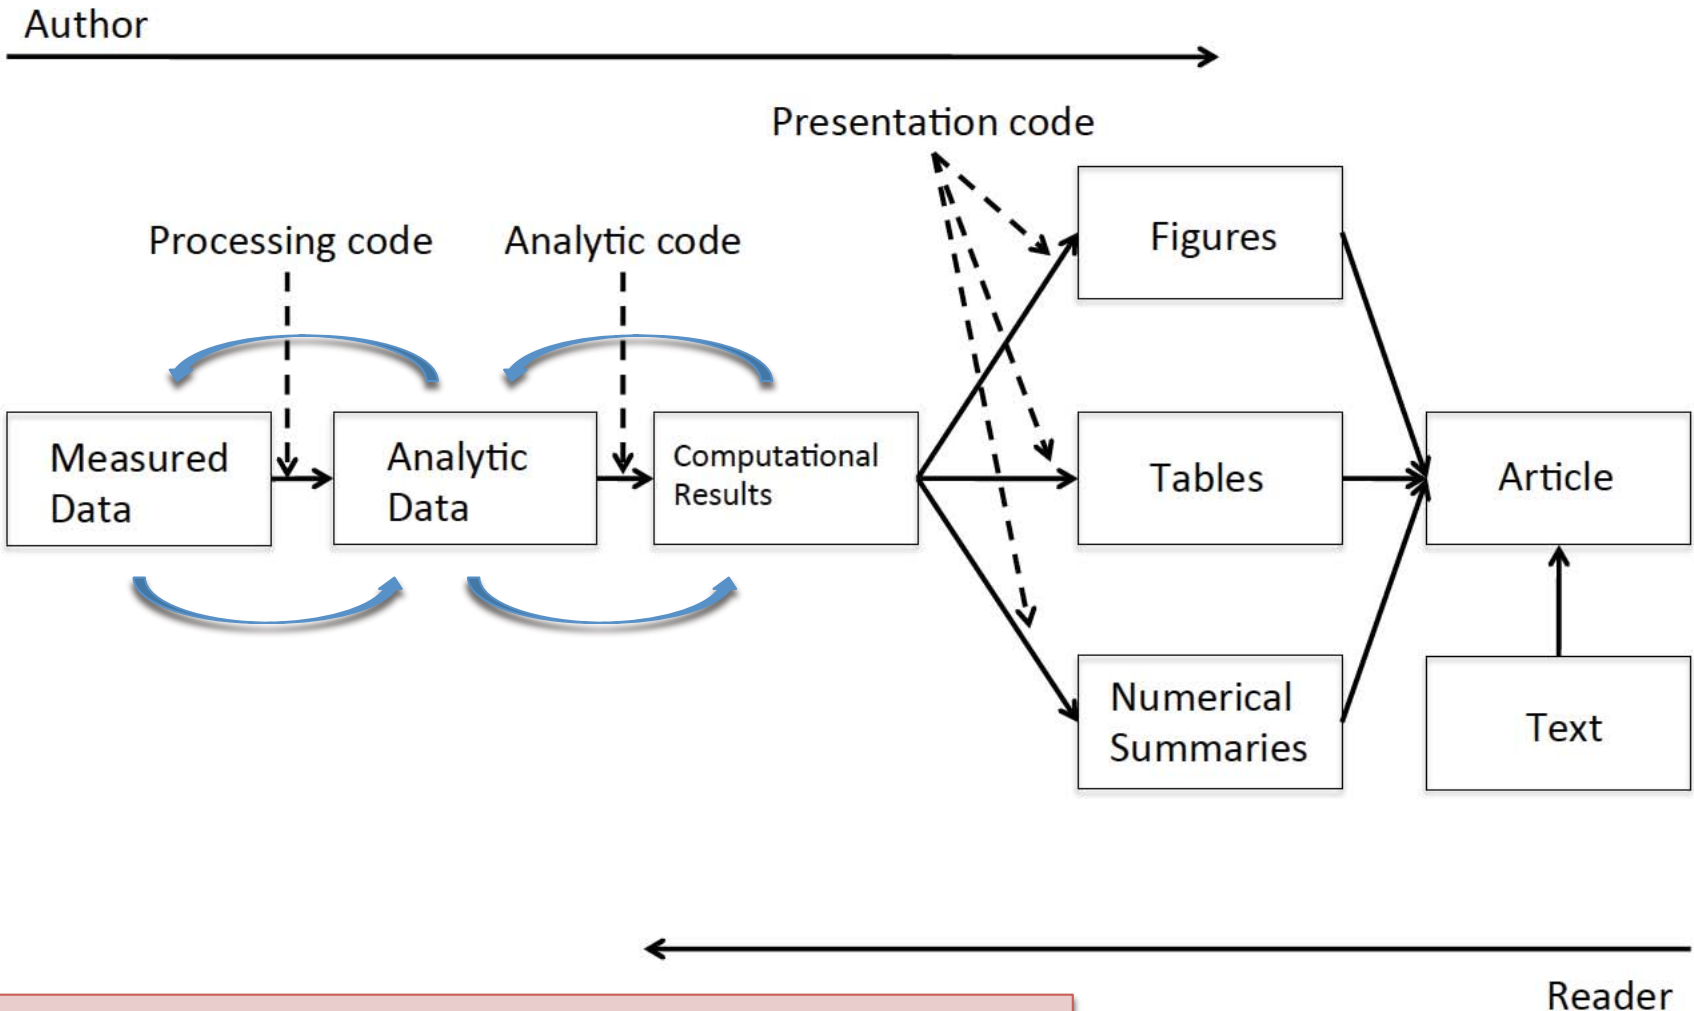 Author
Presentation code
Processing code
Analytic code
Figures
Measured
Data
Analytic
Data
Computational
Results
Tables
Article
Numerical
Summaries
Text
Reader